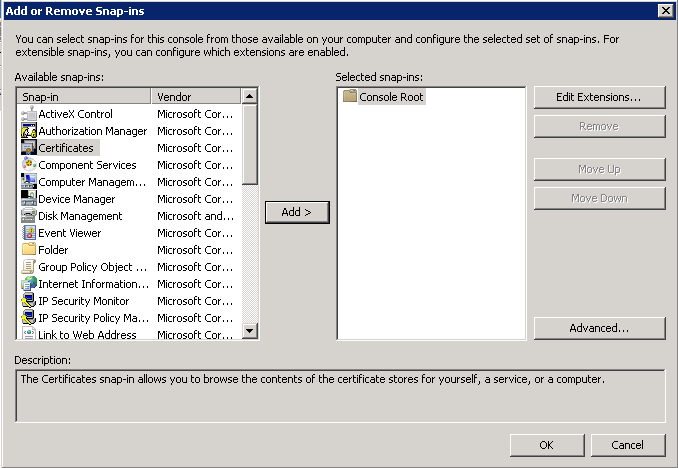 Add or Remove Snap-ins
You can select snap-ins for this console from those available on your computer and configure the selected set of snap-ins. For
extensible snap-ins, you can configure which extensions are enabled.
Available snap-ins:
Selected snap-ins:
Snap-in Vendor
ActiveX Control Microsoft Cor...
Authorization Manager Microsoft Cor...
Certificates Microsoft Cor...
Component Services Microsoft Cor...
Computer Managem... Microsoft Cor...
Device Manager Microsoft Cor...
Disk Management Microsoft and...
Event Viewer Microsoft Cor...
Folder Microsoft Cor...
Group Policy Object ... Microsoft Cor...
Internet Information... Microsoft Cor...
IP Security Monitor Microsoft Cor...
IP Security Policy Ma... Microsoft Cor...
Link to Web Address Microsoft Cor...
Add >
Console Root
Edit Extensions...
Remove
Move Up
Move Down
Advanced...
Description:
The Certificates snap-in allows you to browse the contents of the certificate stores for yourself, a service, or a computer.
OK
Cancel